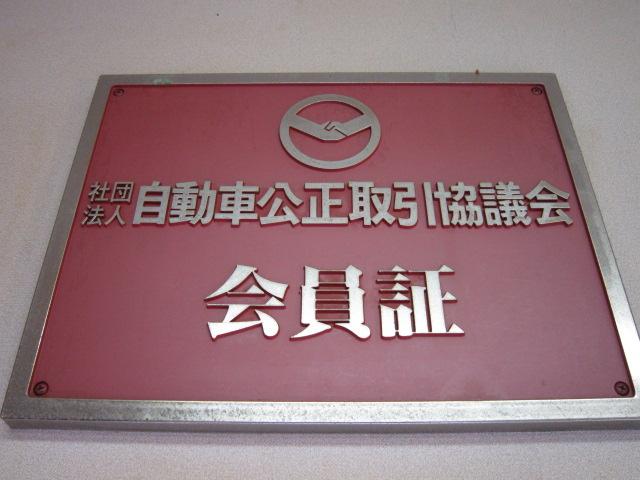 社団法人 自動車公正取引協議会
会員証